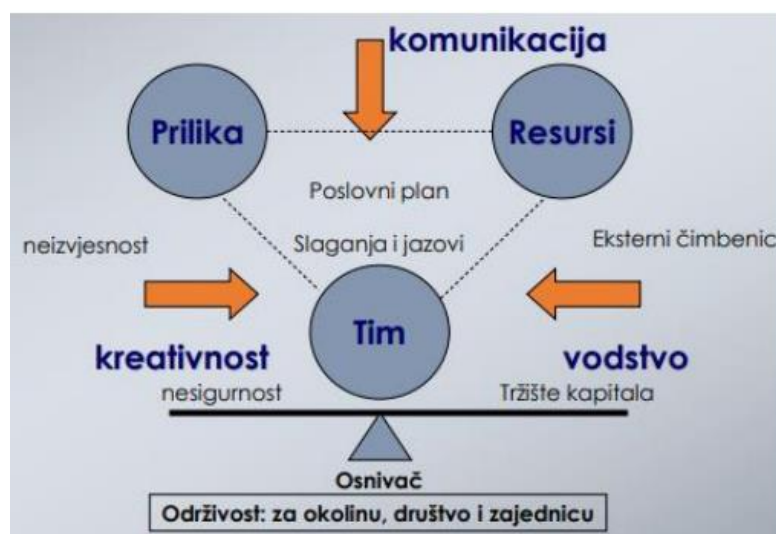 komunikacija
Prilika
Resursi
Poslovni plan
neizvjesnost
Slaganja i jazovi
Eksterni čimbenic
Tim
kreativnost
vodstvo
nesigurnost
Tržište kapitala
Osnivač
Održivost: za okolinu, društvo i zajednicu